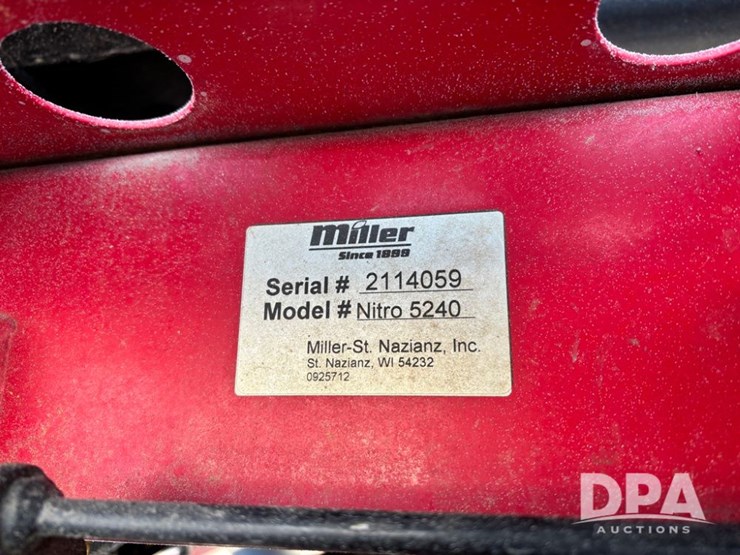 Miller
Since 1899
Serial # 2114059
Model # Nitro 5240
Miller-St. Nazianz, Inc.
St. Nazianz, WI 54232
0925712
DPA
AUCTIONS